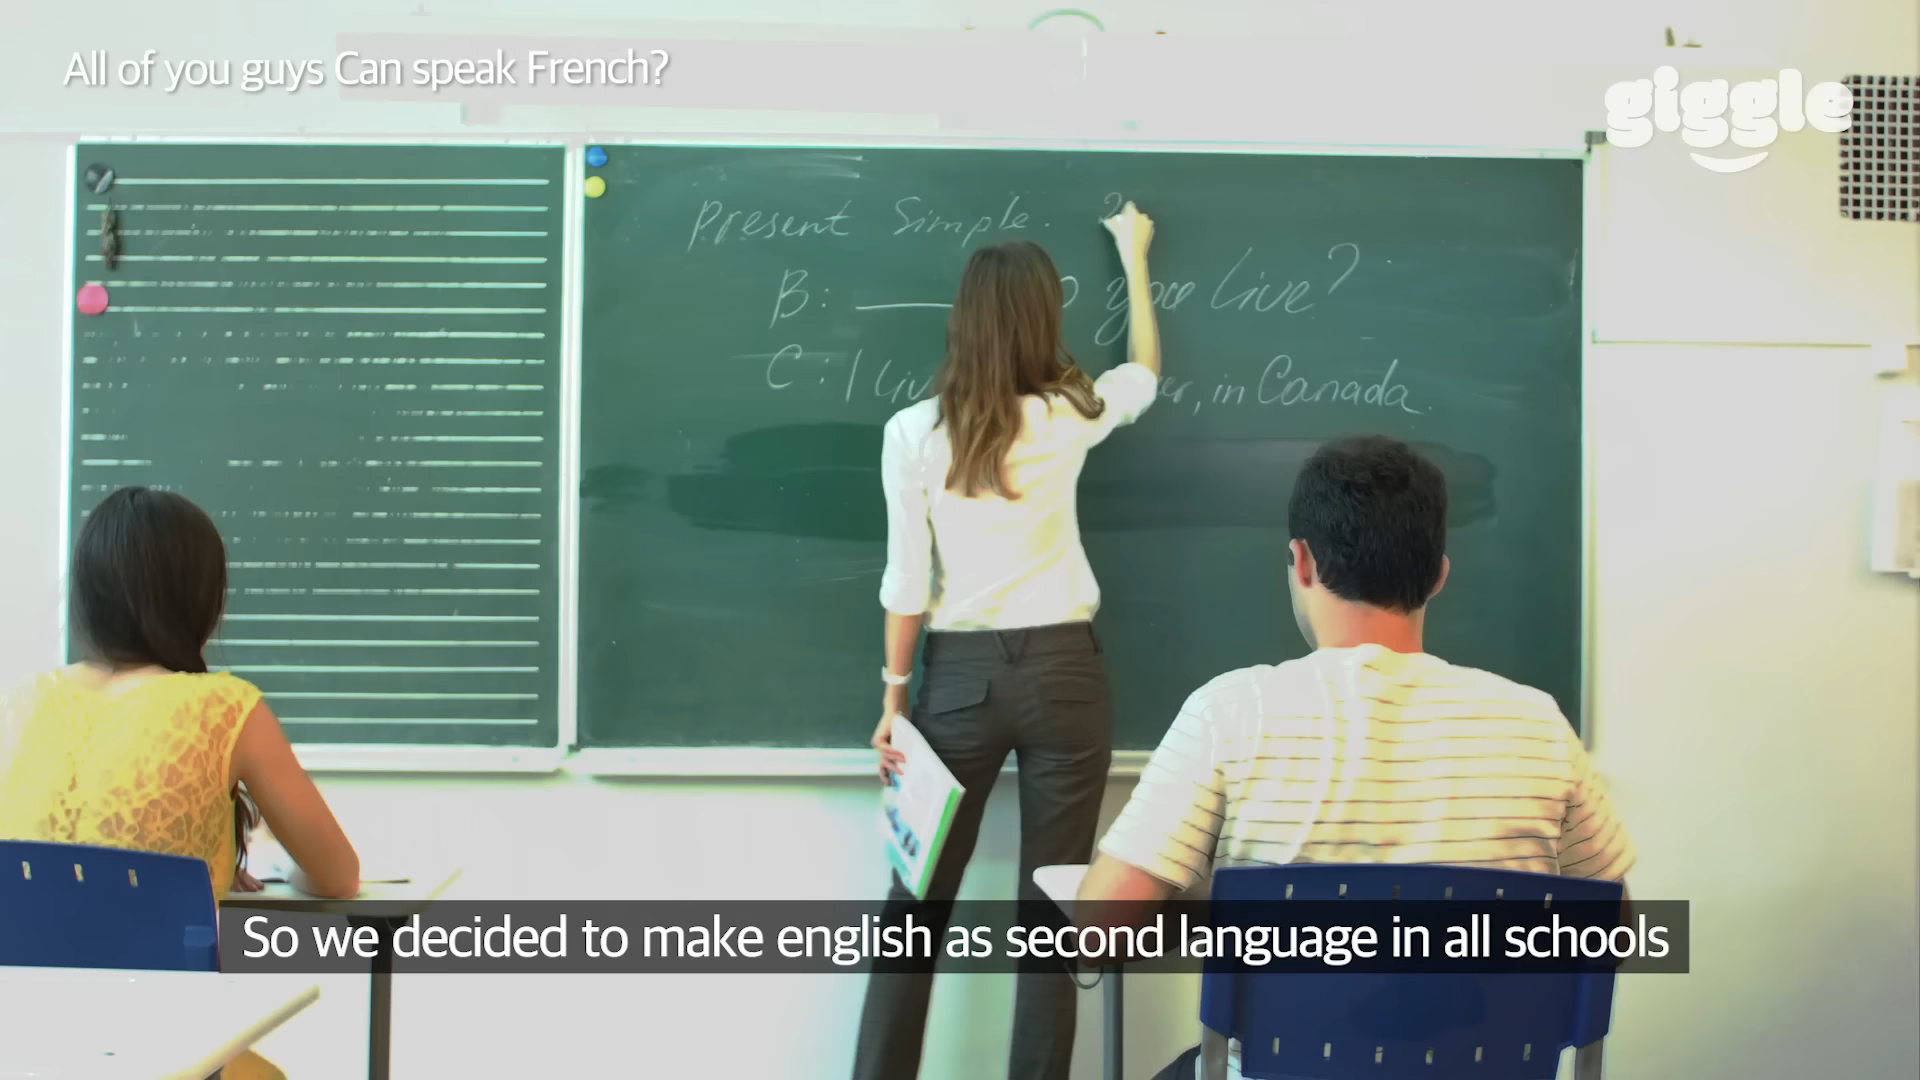 All of you guys Can speak French?
giggle
Present Simple.
B: you live?
C: I in Canada.
So we decided to make english as second language in all schools